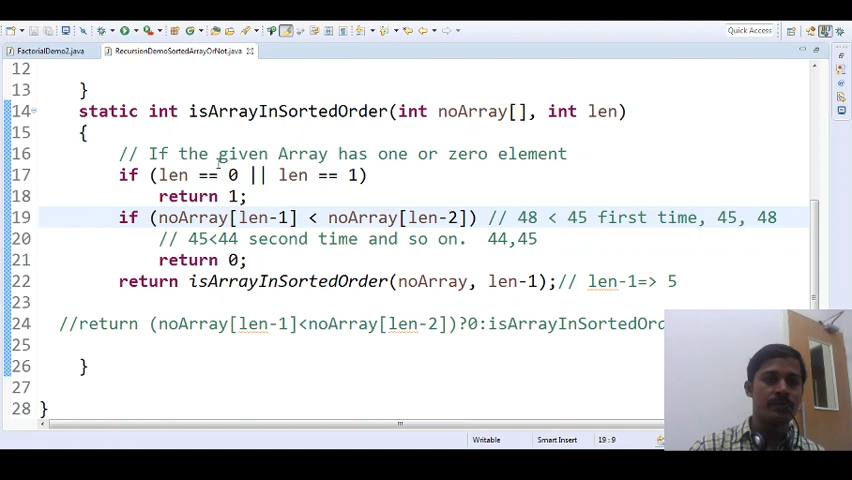 Quick Access
FactorialDemo2.java
RecursionDemoSortedArrayOrNot.java
12
13 }
14 static int isArrayInSortedOrder(int noArray[], int len)
15 {
16 // If the given Array has one or zero element
17 if (len == 0 || len == 1)
18 return 1;
19 if (noArray[len-1] < noArray[len-2]) // 48 < 45 first time, 45, 48
20 // 45<44 second time and so on. 44,45
21 return 0;
22 return isArrayInSortedOrder(noArray, len-1);// len-1=> 5
23
24 //return (noArray[len-1]<noArray[len-2])?0:isArrayInSortedOrd
25
26 }
27
28 }
Writable
Smart Insert
19 : 9